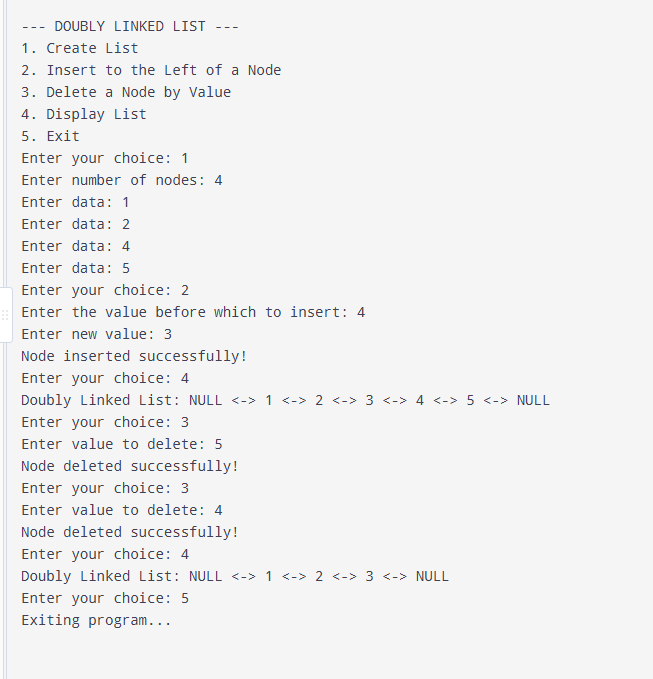 --- DOUBLY LINKED LIST ---
1. Create List
2. Insert to the Left of a Node
3. Delete a Node by Value
4. Display List
5. Exit
Enter your choice: 1
Enter number of nodes: 4
Enter data: 1
Enter data: 2
Enter data: 4
Enter data: 5
Enter your choice: 2
Enter the value before which to insert: 4
Enter new value: 3
Node inserted successfully!
Enter your choice: 4
Doubly Linked List: NULL <-> 1 <-> 2 <-> 3 <-> 4 <-> 5 <-> NULL
Enter your choice: 3
Enter value to delete: 5
Node deleted successfully!
Enter your choice: 3
Enter value to delete: 4
Node deleted successfully!
Enter your choice: 4
Doubly Linked List: NULL <-> 1 <-> 2 <-> 3 <-> NULL
Enter your choice: 5
Exiting program...